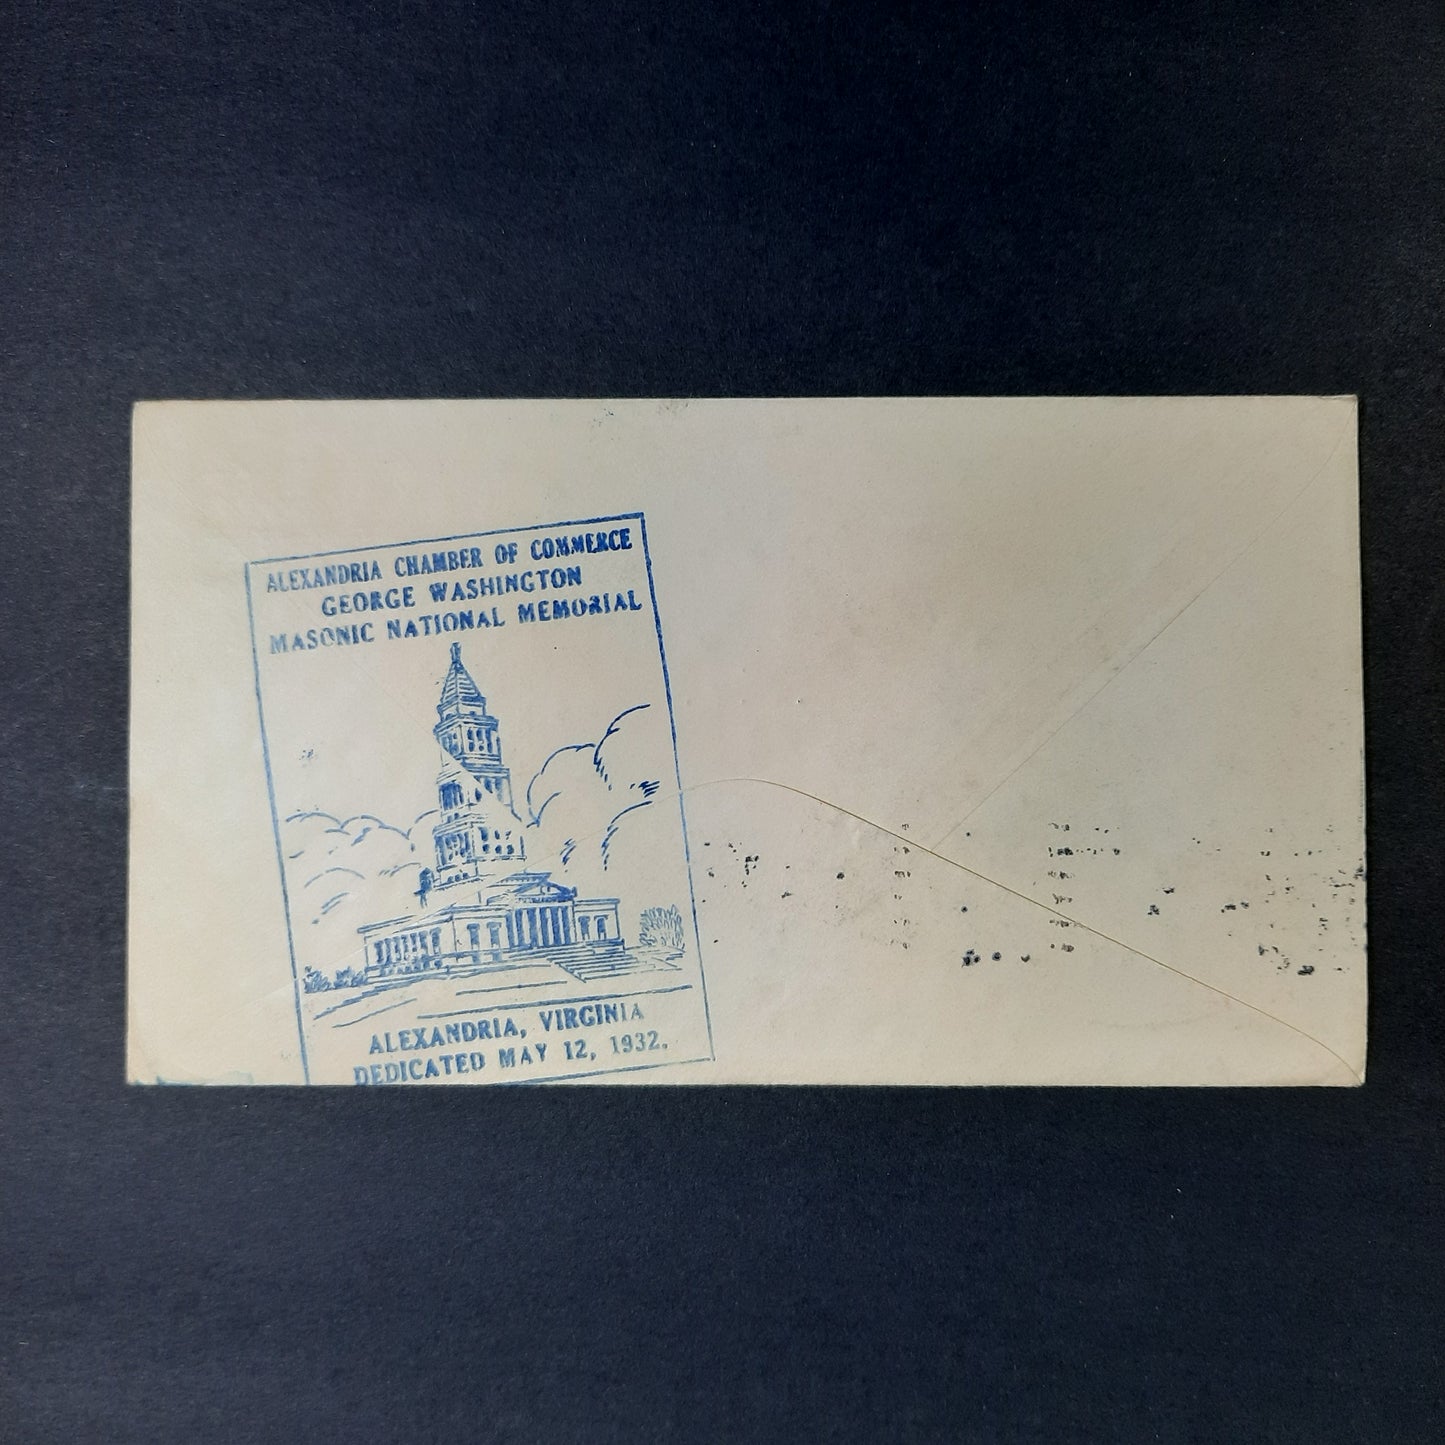 ALEXANDRIA CHAMBER OF COMMERCE
GEORGE WASHINGTON
MASONIC NATIONAL MEMORIAL
ALEXANDRIA, VIRGINIA
DEDICATED MAY 12, 1932.